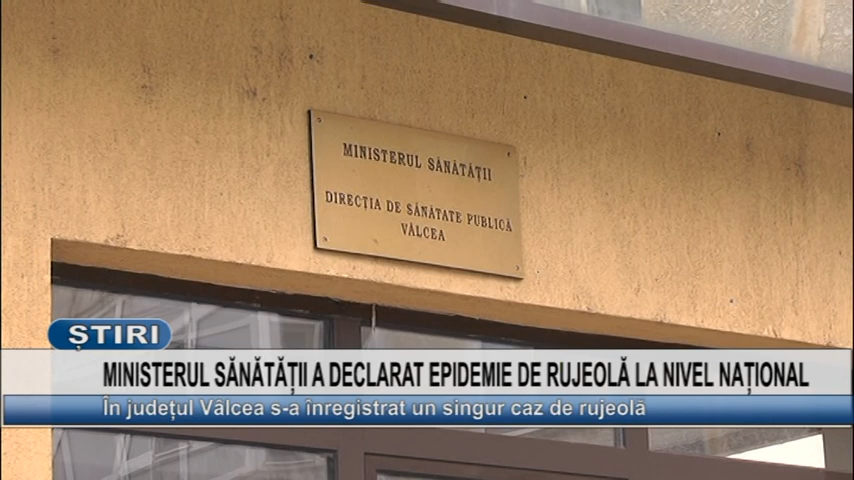 MINISTERUL SĂNĂTĂȚII
DIRECȚIA DE SĂNĂTATE PUBLICĂ
VÂLCEA
ȘTIRI
MINISTERUL SĂNĂTĂȚII A DECLARAT EPIDEMIE DE RUJEOLĂ LA NIVEL NAȚIONAL
În județul Vâlcea s-a înregistrat un singur caz de rujeolă